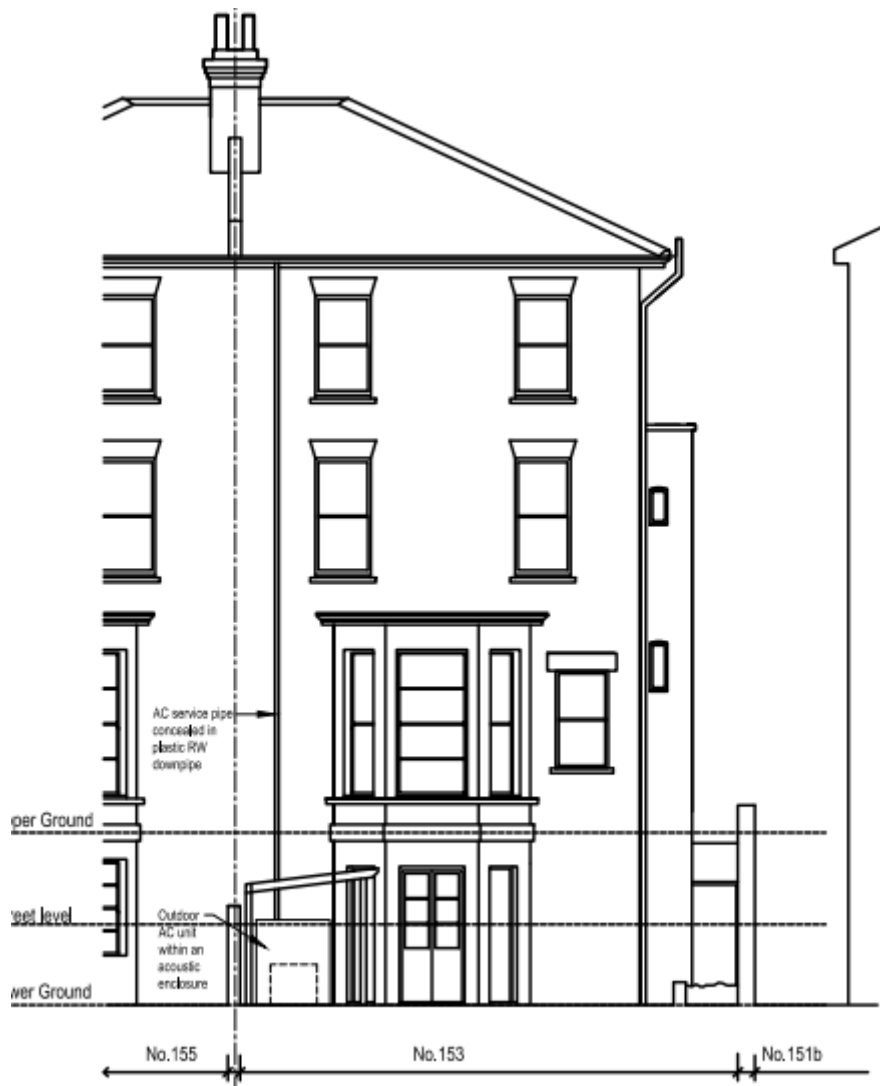 AC service pipe
concealed in
plastic RW
downpipe
per Ground
reet level
Outdoor
AC unit
within an
acoustic
enclosure
wer Ground
No.155
No.153
No.151b